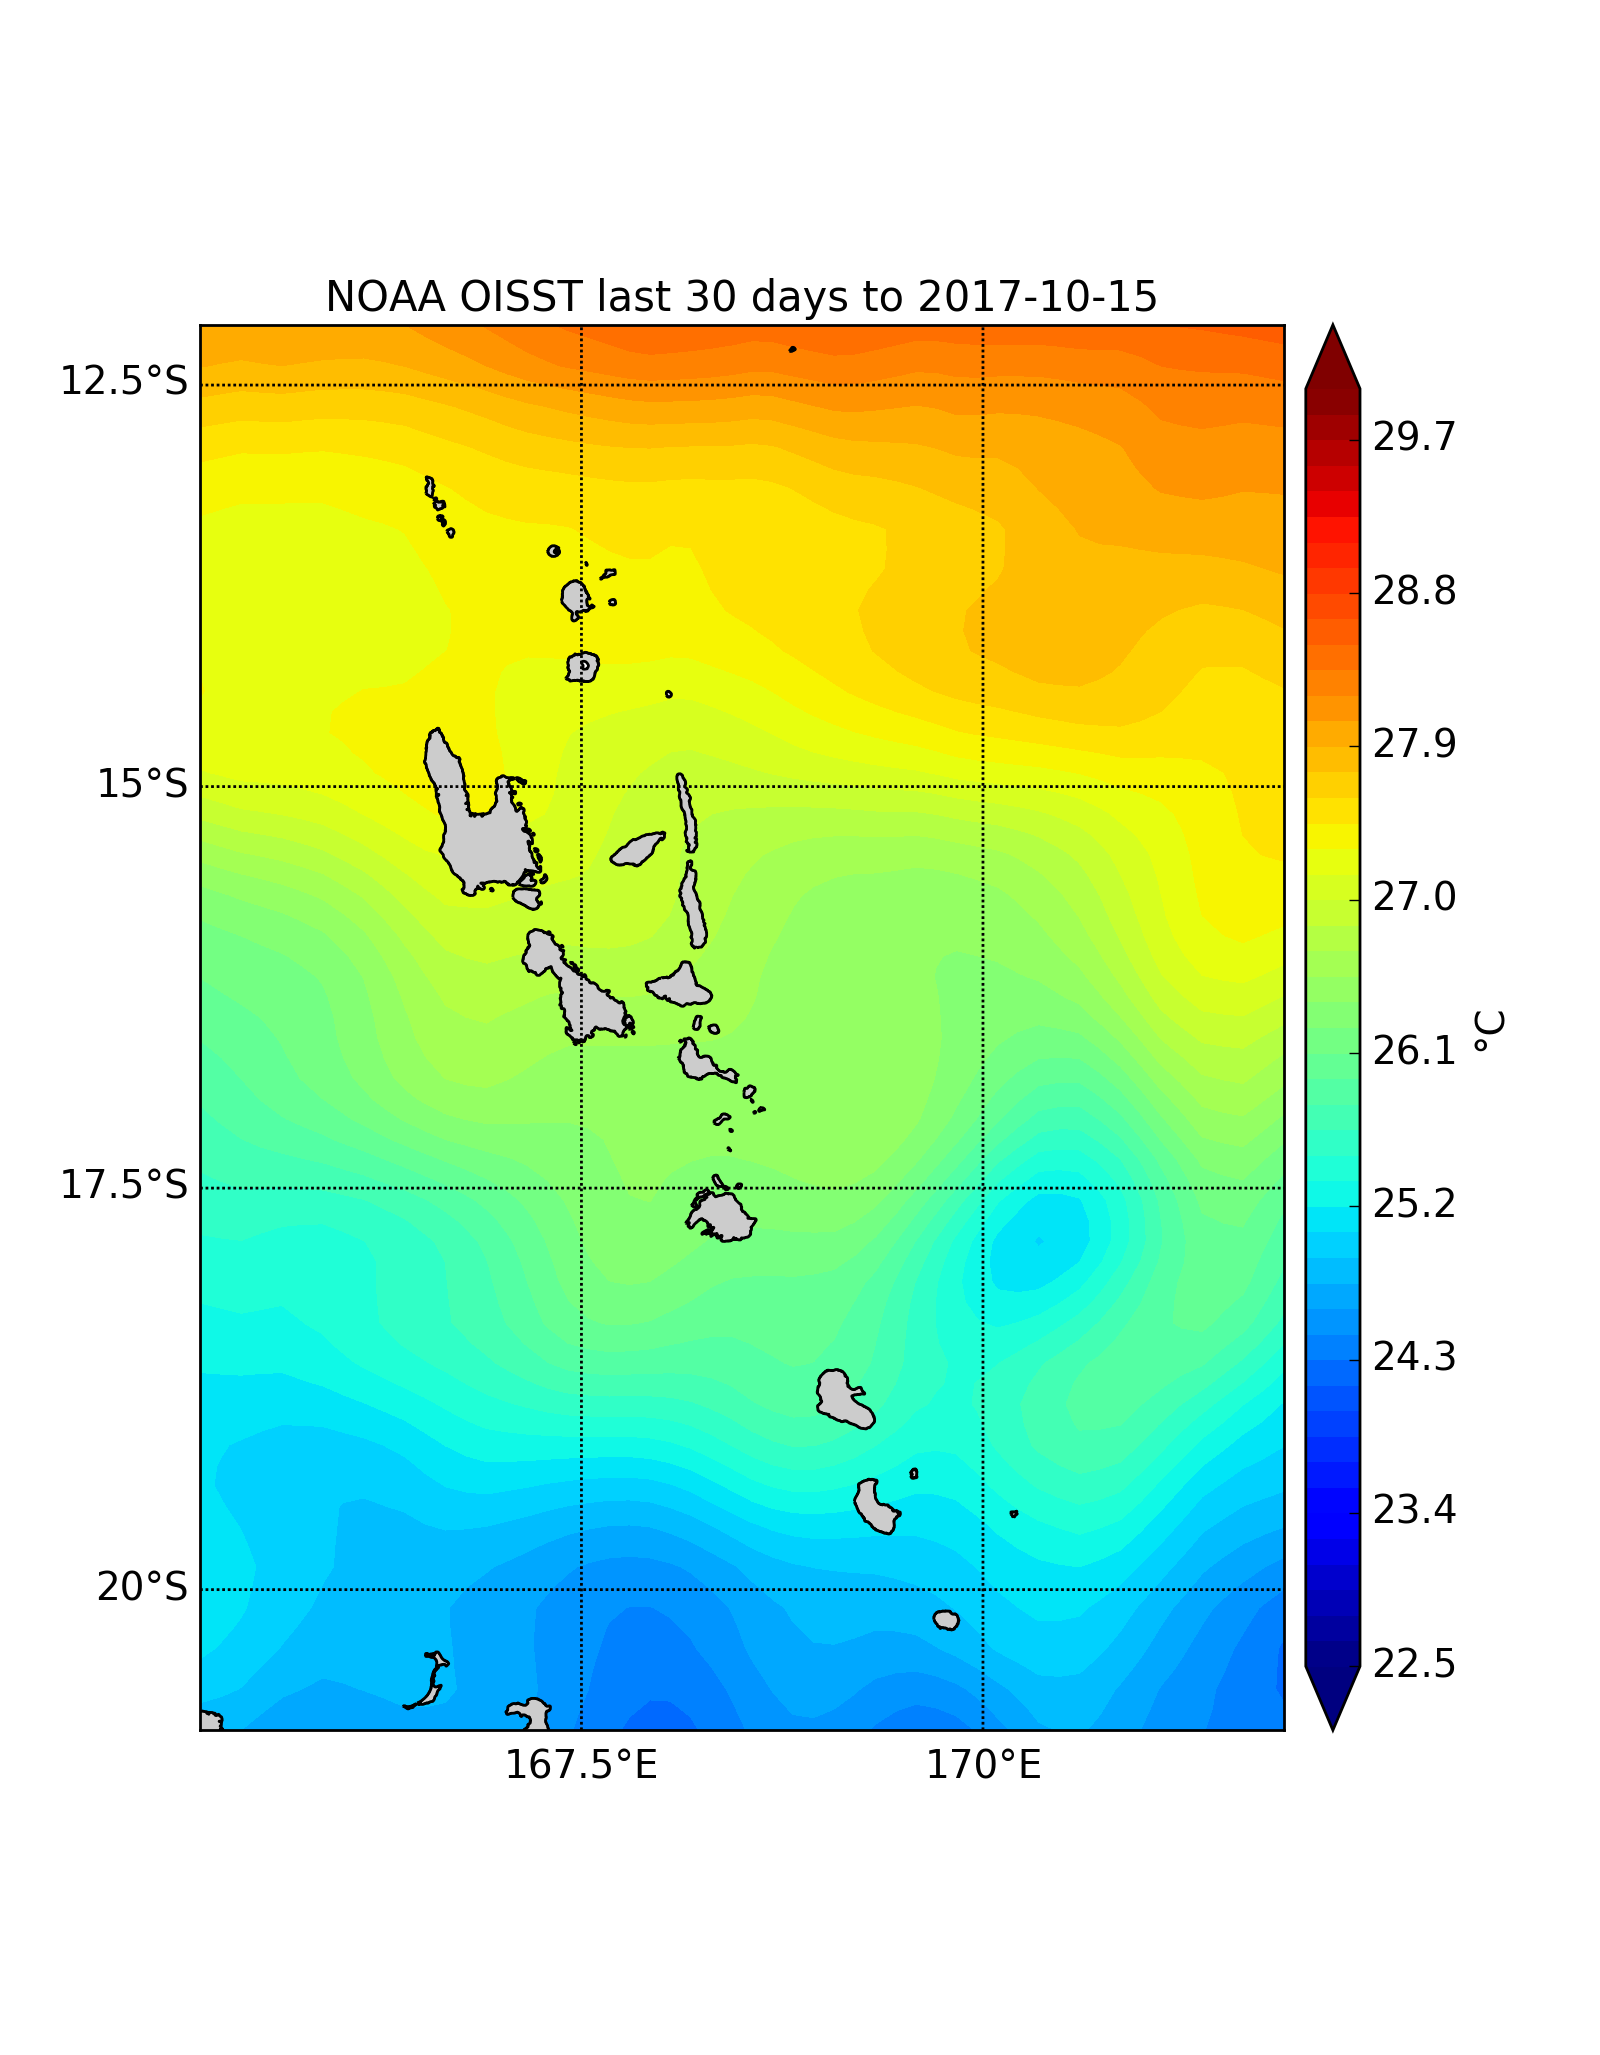 NOAA OISST last 30 days to 2017-10-15
12.5°S
15°S
17.5°S
20°S
167.5°E
170°E
29.7
28.8
27.9
27.0
26.1
25.2
24.3
23.4
22.5
°C